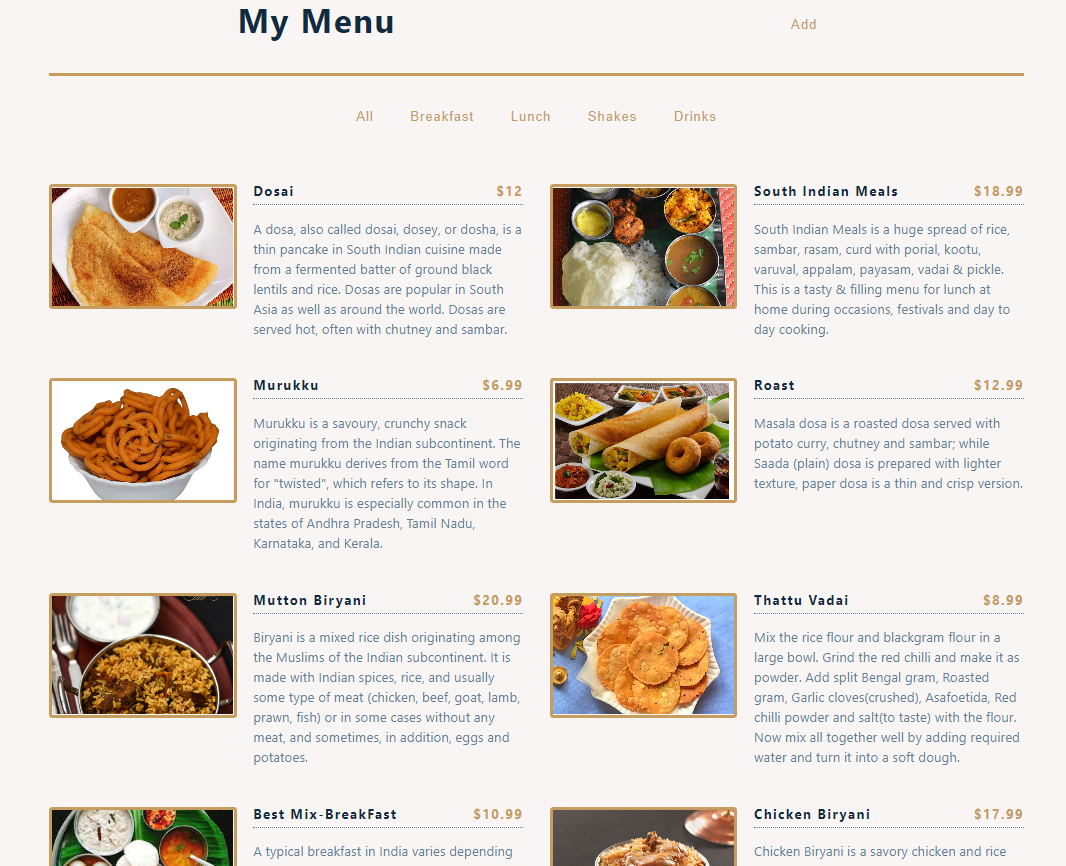 My Menu
Add
All Breakfast Lunch Shakes Drinks
Dosai $12
A dosa, also called dosai, dosey, or dosha, is a
thin pancake in South Indian cuisine made
from a fermented batter of ground black
lentils and rice. Dosas are popular in South
Asia as well as around the world. Dosas are
served hot, often with chutney and sambar.
South Indian Meals $18.99
South Indian Meals is a huge spread of rice,
sambar, rasam, curd with porial, kootu,
varuval, appalam, payasam, vadai & pickle.
This is a tasty & filling menu for lunch at
home during occasions, festivals and day to
day cooking.
Murukku $6.99
Murukku is a savoury, crunchy snack
originating from the Indian subcontinent. The
name murukku derives from the Tamil word
for "twisted", which refers to its shape. In
India, murukku is especially common in the
states of Andhra Pradesh, Tamil Nadu,
Karnataka, and Kerala.
Roast $12.99
Masala dosa is a roasted dosa served with
potato curry, chutney and sambar; while
Saada (plain) dosa is prepared with lighter
texture, paper dosa is a thin and crisp version.
Mutton Biryani $20.99
Biryani is a mixed rice dish originating among
the Muslims of the Indian subcontinent. It is
made with Indian spices, rice, and usually
some type of meat (chicken, beef, goat, lamb,
prawn, fish) or in some cases without any
meat, and sometimes, in addition, eggs and
potatoes.
Thattu Vadai $8.99
Mix the rice flour and blackgram flour in a
large bowl. Grind the red chilli and make it as
powder. Add split Bengal gram, Roasted
gram, Garlic cloves(crushed), Asafoetida, Red
chilli powder and salt(to taste) with the flour.
Now mix all together well by adding required
water and turn it into a soft dough.
Best Mix-BreakFast $10.99
A typical breakfast in India varies depending
Chicken Biryani $17.99
Chicken Biryani is a savory chicken and rice